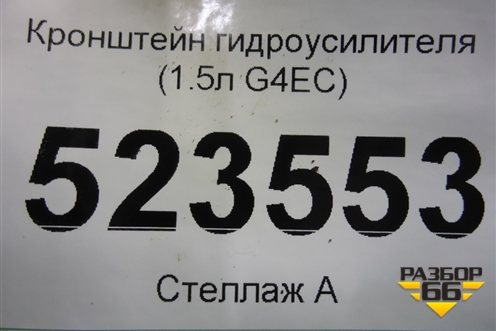 Кронштейн гидроусилителя
(1.5л G4EC)
523553
Стеллаж А
РАЗБОР
66